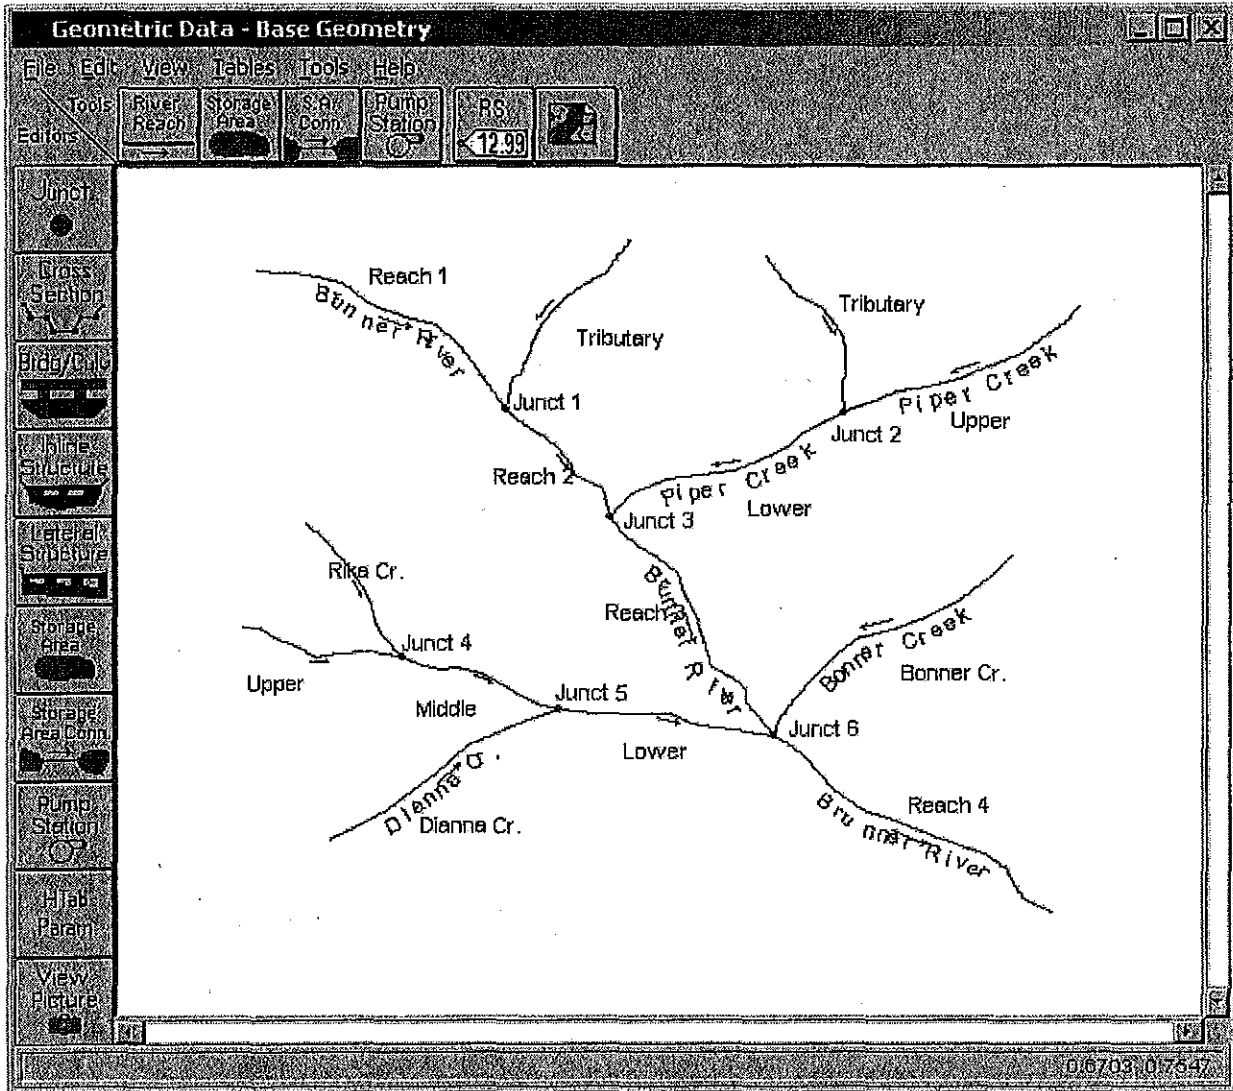 Geometric Data - Base Geometry
File Edit View Tables Tools Help
Tools
Editors
River
Reach
Storage
Area
S.A./
Conn.
Pump
Station
RS
12.99
Junct.
Cross
Section
Brdg/Culv
Inline
Structure
Lateral
Structure
Storage
Area
Storage
Area Conn.
Pump
Station
HTab
Param.
View
Picture
Reach 1
Brunner River
Tributary
Tributary
Piper Creek
Upper
Junct 1
Junct 2
Reach 2
Piper Creek
Lower
Junct 3
Rike Cr.
Brunner River
Reach
Junct 4
Upper
Bonner Creek
Bonner Cr.
Middle
Junct 5
Junct 6
Lower
Dianna Cr.
Dianna Cr.
Reach 4
Brunner River
0.6703, 0.7547